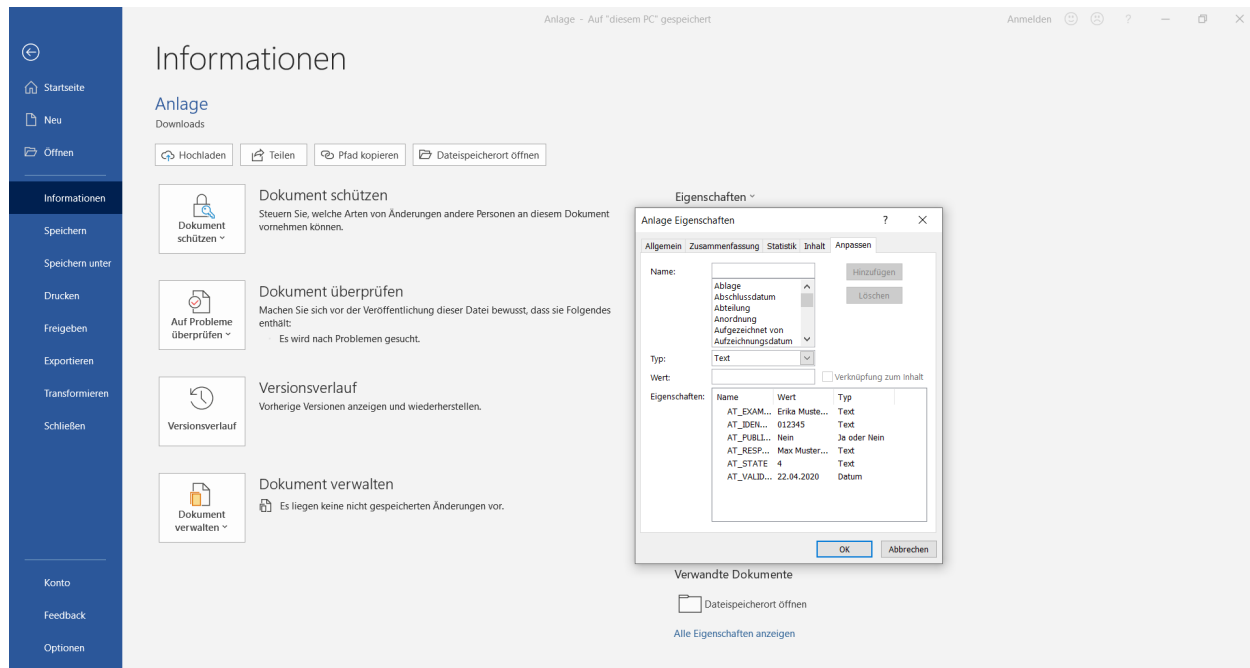 Anlage - Auf "diesem PC" gespeichert
Anmelden
?
Startseite
Neu
Öffnen
Informationen
Speichern
Speichern unter
Drucken
Freigeben
Exportieren
Transformieren
Schließen
Konto
Feedback
Optionen
Informationen
Anlage
Downloads
Hochladen
Teilen
Pfad kopieren
Dateispeicherort öffnen
Dokument
schützen
Dokument schützen
Steuern Sie, welche Arten von Änderungen andere Personen an diesem Dokument
vornehmen können.
Auf Probleme
überprüfen
Dokument überprüfen
Machen Sie sich vor der Veröffentlichung dieser Datei bewusst, dass sie Folgendes
enthält:
Es wird nach Problemen gesucht.
Versionsverlauf
Versionsverlauf
Vorherige Versionen anzeigen und wiederherstellen.
Dokument
verwalten
Dokument verwalten
Es liegen keine nicht gespeicherten Änderungen vor.
Eigenschaften
Anlage Eigenschaften ?
Allgemein Zusammenfassung Statistik Inhalt Anpassen
Name:
Hinzufügen
Löschen
Ablage
Abschlussdatum
Abteilung
Anordnung
Aufgezeichnet von
Aufzeichnungsdatum
Typ: Text
Wert: Verknüpfung zum Inhalt
Eigenschaften: Name Wert Typ
AT_EXAM... Erika Muste... Text
AT_IDEN... 012345 Text
AT_PUBLI... Nein Ja oder Nein
AT_RESP... Max Muster... Text
AT_STATE 4 Text
AT_VALID... 22.04.2020 Datum
OK Abbrechen
Verwandte Dokumente
Dateispeicherort öffnen
Alle Eigenschaften anzeigen